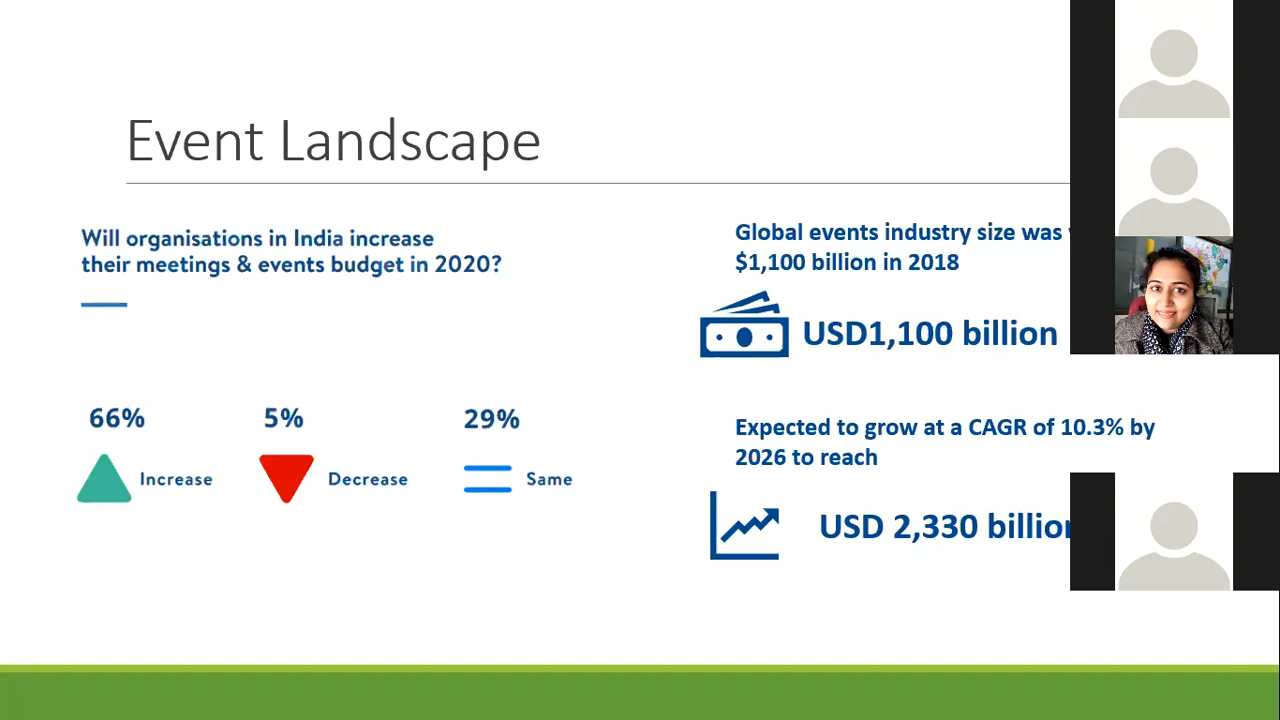 Event Landscape
Will organisations in India increase
their meetings & events budget in 2020?
66%
5%
29%
Increase
Decrease
Same
Global events industry size was
$1,100 billion in 2018
USD1,100 billion
Expected to grow at a CAGR of 10.3% by
2026 to reach
USD 2,330 billion